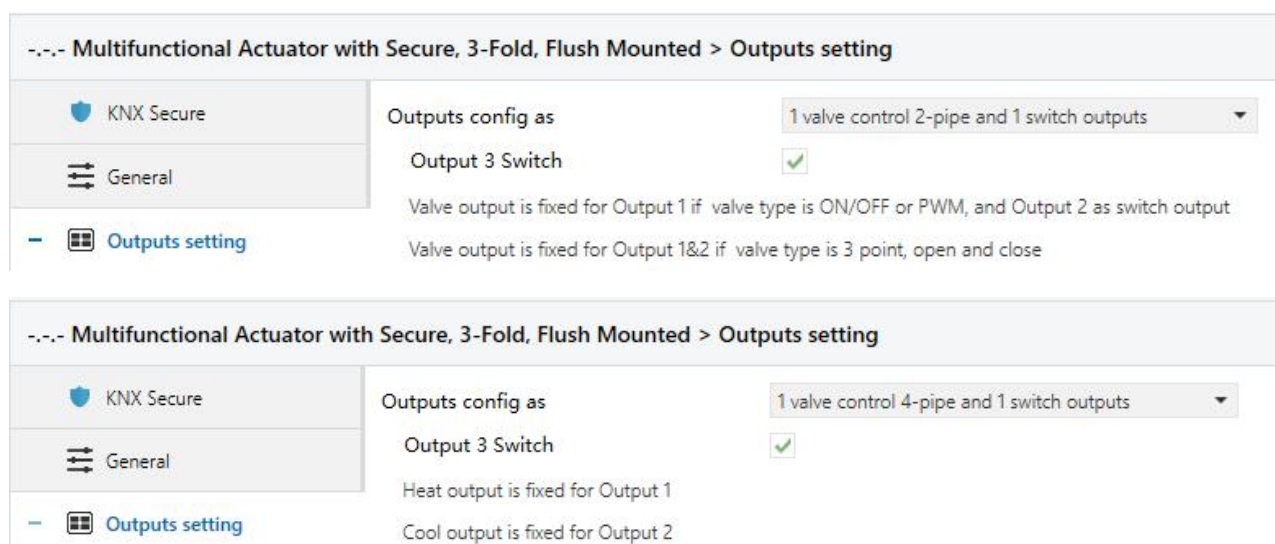 -.-.- Multifunctional Actuator with Secure, 3-Fold, Flush Mounted > Outputs setting
KNX Secure
Outputs config as
1 valve control 2-pipe and 1 switch outputs
Output 3 Switch
General
Valve output is fixed for Output 1 if valve type is ON/OFF or PWM, and Output 2 as switch output
Outputs setting
Valve output is fixed for Output 1&2 if valve type is 3 point, open and close
-.-.- Multifunctional Actuator with Secure, 3-Fold, Flush Mounted > Outputs setting
KNX Secure
Outputs config as
1 valve control 4-pipe and 1 switch outputs
Output 3 Switch
General
Heat output is fixed for Output 1
Outputs setting
Cool output is fixed for Output 2